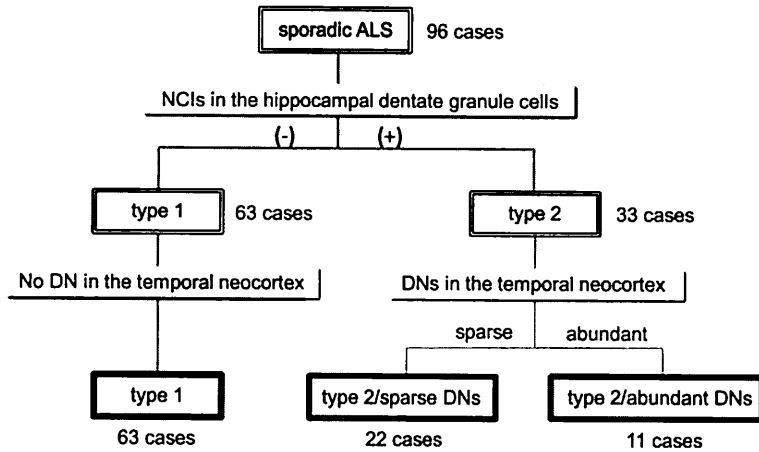 sporadic ALS 96 cases
NCIs in the hippocampal dentate granule cells
(-) (+)
type 1 63 cases
type 2 33 cases
No DN in the temporal neocortex
DNs in the temporal neocortex
sparse abundant
type 1
type 2/sparse DNs
type 2/abundant DNs
63 cases
22 cases
11 cases